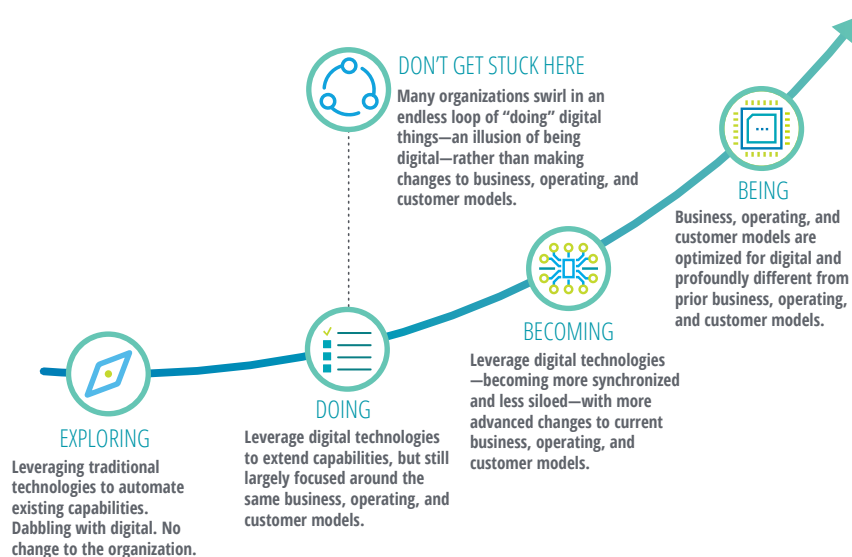 DON'T GET STUCK HERE
Many organizations swirl in an
endless loop of “doing” digital
things—an illusion of being
digital—rather than making
changes to business, operating, and
customer models.
BEING
Business, operating, and
customer models are
optimized for digital and
profoundly different from
prior business, operating,
and customer models.
BECOMING
Leverage digital technologies
—becoming more synchronized
and less siloed—with more
advanced changes to current
business, operating, and
customer models.
DOING
Leverage digital technologies
to extend capabilities, but still
largely focused around the
same business, operating, and
customer models.
EXPLORING
Leveraging traditional
technologies to automate
existing capabilities.
Dabbling with digital. No
change to the organization.